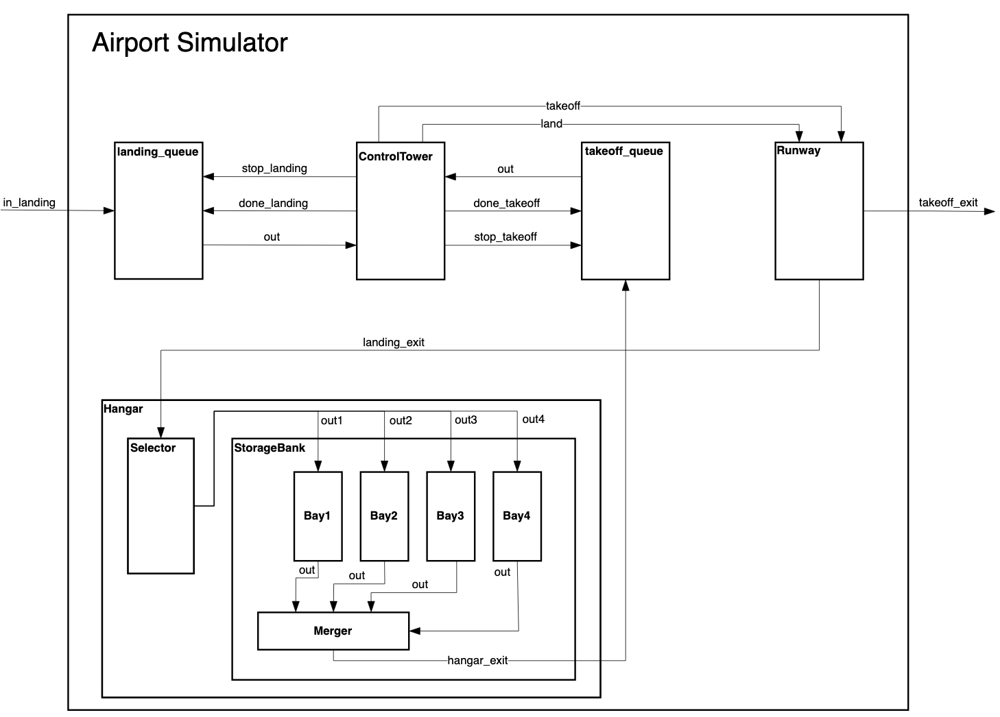 Airport Simulator
takeoff
land
landing_queue
ControlTower
takeoff_queue
Runway
stop_landing
out
in_landing
done_landing
done_takeoff
takeoff_exit
out
stop_takeoff
landing_exit
Hangar
out1
out2
out3
out4
Selector
StorageBank
Bay1
Bay2
Bay3
Bay4
out
out
out
out
Merger
hangar_exit